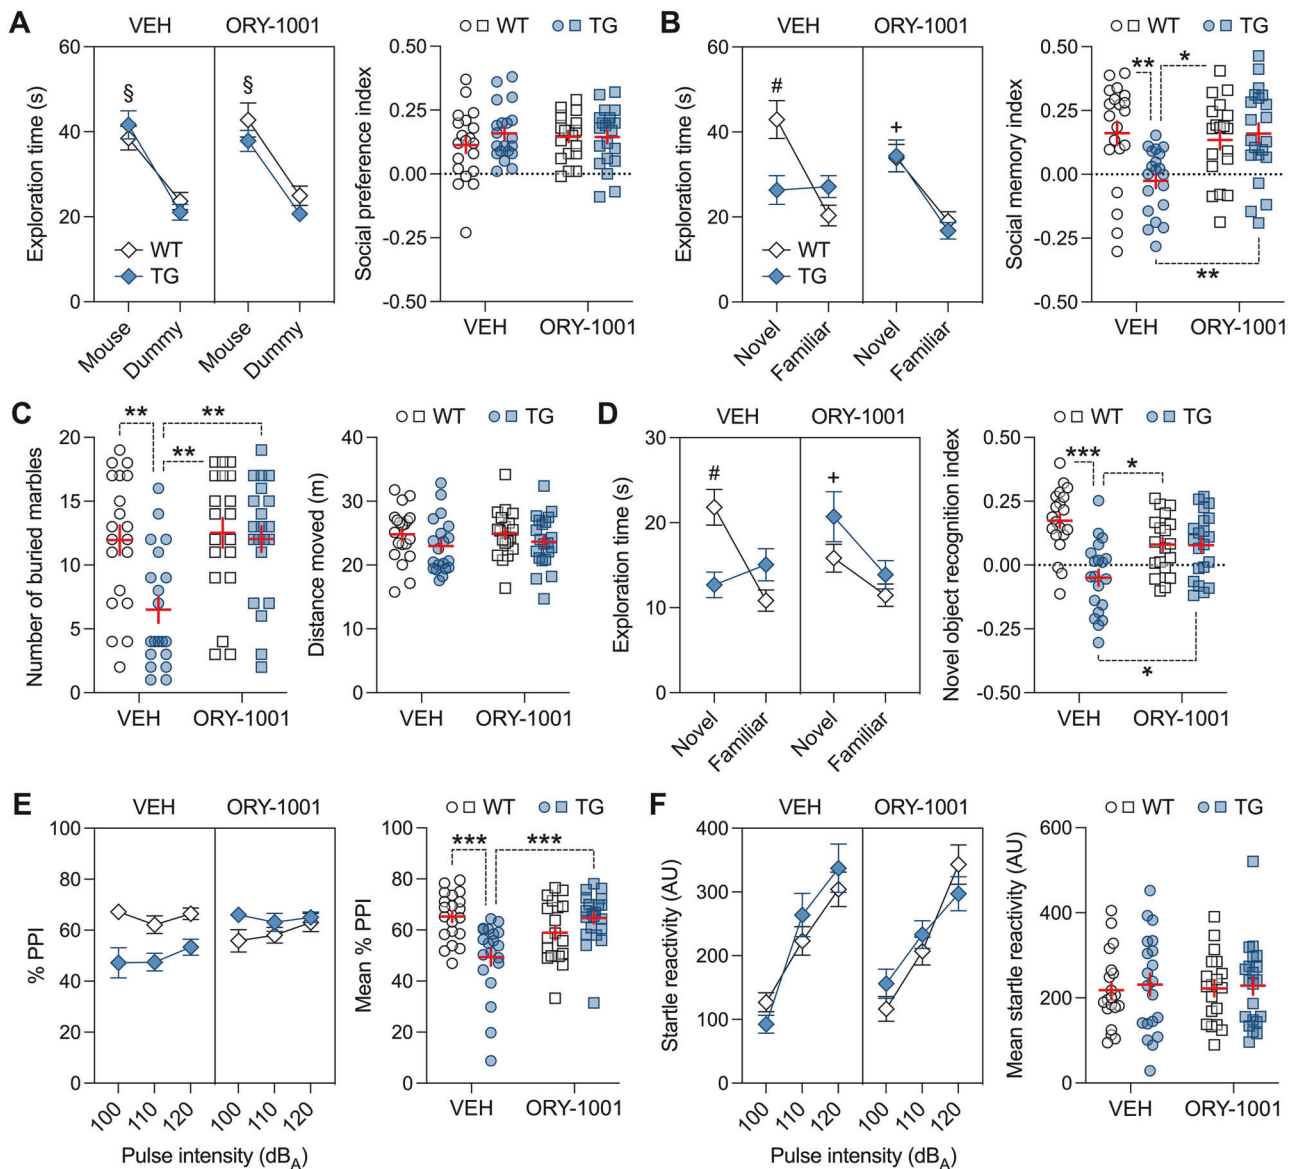 A
VEH ORY-1001
Exploration time (s)
60
40
20
0
§ §
WT
TG
Mouse Dummy Mouse Dummy
WT TG
Social preference index
0.50
0.25
0.00
-0.25
-0.50
VEH ORY-1001
B
VEH ORY-1001
Exploration time (s)
60
40
20
0
# +
WT
TG
Novel Familiar Novel Familiar
WT TG
Social memory index
0.50
0.25
0.00
-0.25
-0.50
** *
**
VEH ORY-1001
C
WT TG
Number of buried marbles
20
15
10
5
0
** **
**
VEH ORY-1001
Distance moved (m)
40
30
20
10
0
VEH ORY-1001
D
VEH ORY-1001
Exploration time (s)
30
20
10
0
# +
Novel Familiar Novel Familiar
WT TG
Novel object recognition index
0.50
0.25
0.00
-0.25
-0.50
*** *
*
VEH ORY-1001
E
VEH ORY-1001
% PPI
100
80
60
40
20
0
100 110 120 100 110 120
Pulse intensity (dBA)
WT TG
Mean % PPI
100
80
60
40
20
0
*** ***
VEH ORY-1001
F
VEH ORY-1001
Startle reactivity (AU)
400
300
200
100
0
100 110 120 100 110 120
Pulse intensity (dBA)
WT TG
Mean startle reactivity (AU)
600
400
200
0
VEH ORY-1001